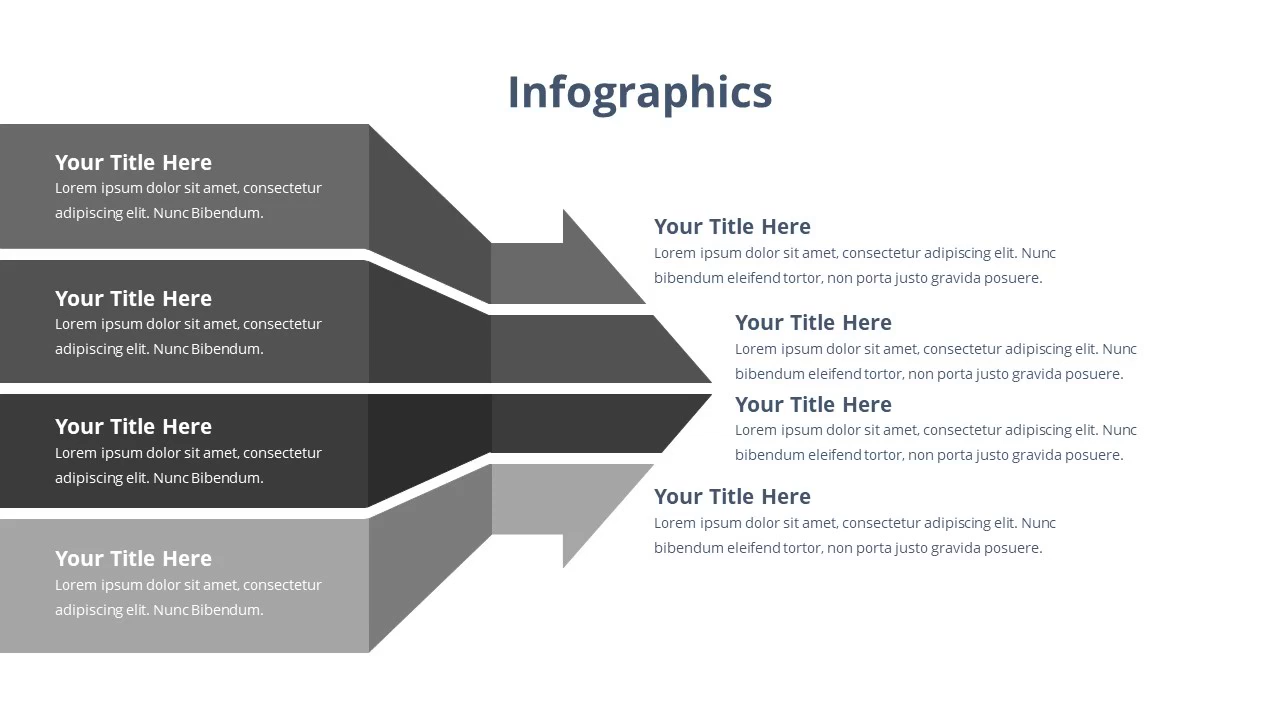 Infographics
Your Title Here
Lorem ipsum dolor sit amet, consectetur
adipiscing elit. Nunc Bibendum.
Your Title Here
Lorem ipsum dolor sit amet, consectetur
adipiscing elit. Nunc Bibendum.
Your Title Here
Lorem ipsum dolor sit amet, consectetur
adipiscing elit. Nunc Bibendum.
Your Title Here
Lorem ipsum dolor sit amet, consectetur
adipiscing elit. Nunc Bibendum.
Your Title Here
Lorem ipsum dolor sit amet, consectetur adipiscing elit. Nunc
bibendum eleifend tortor, non porta justo gravida posuere.
Your Title Here
Lorem ipsum dolor sit amet, consectetur adipiscing elit. Nunc
bibendum eleifend tortor, non porta justo gravida posuere.
Your Title Here
Lorem ipsum dolor sit amet, consectetur adipiscing elit. Nunc
bibendum eleifend tortor, non porta justo gravida posuere.
Your Title Here
Lorem ipsum dolor sit amet, consectetur adipiscing elit. Nunc
bibendum eleifend tortor, non porta justo gravida posuere.